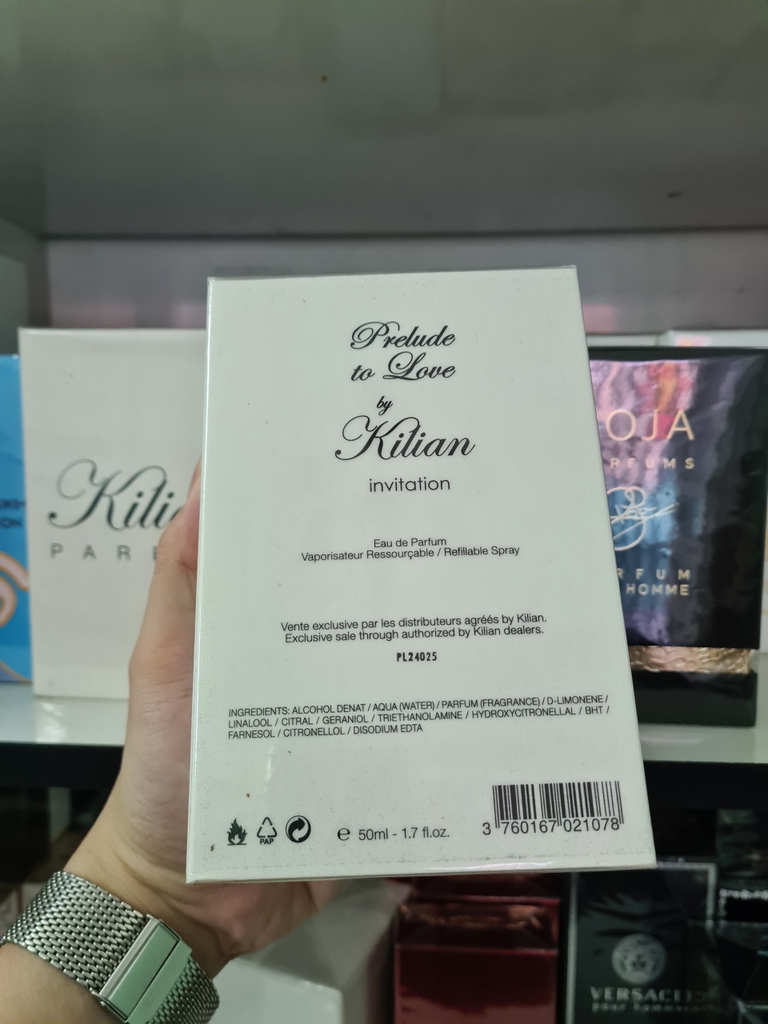 Prelude
to Love
by
Kilian
invitation
Eau de Parfum
Vaporisateur Ressourçable / Refillable Spray
Vente exclusive par les distributeurs agréés by Kilian.
Exclusive sale through authorized by Kilian dealers.
PL24025
INGREDIENTS: ALCOHOL DENAT / AQUA (WATER) / PARFUM (FRAGRANCE) / D-LIMONENE /
LINALOOL / CITRAL / GERANIOL / TRIETHANOLAMINE / HYDROXYCITRONELLAL / BHT /
FARNESOL / CITRONELLOL / DISODIUM EDTA
PAP
e 50ml - 1.7 fl.oz.
3 760167 021078
Kili
PAR
OJA
RFUMS
RFUM
HOMME
VERSACE
pour homme